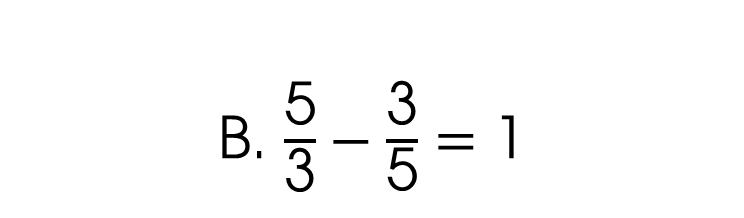 B. 5/3 − 3/5 = 1